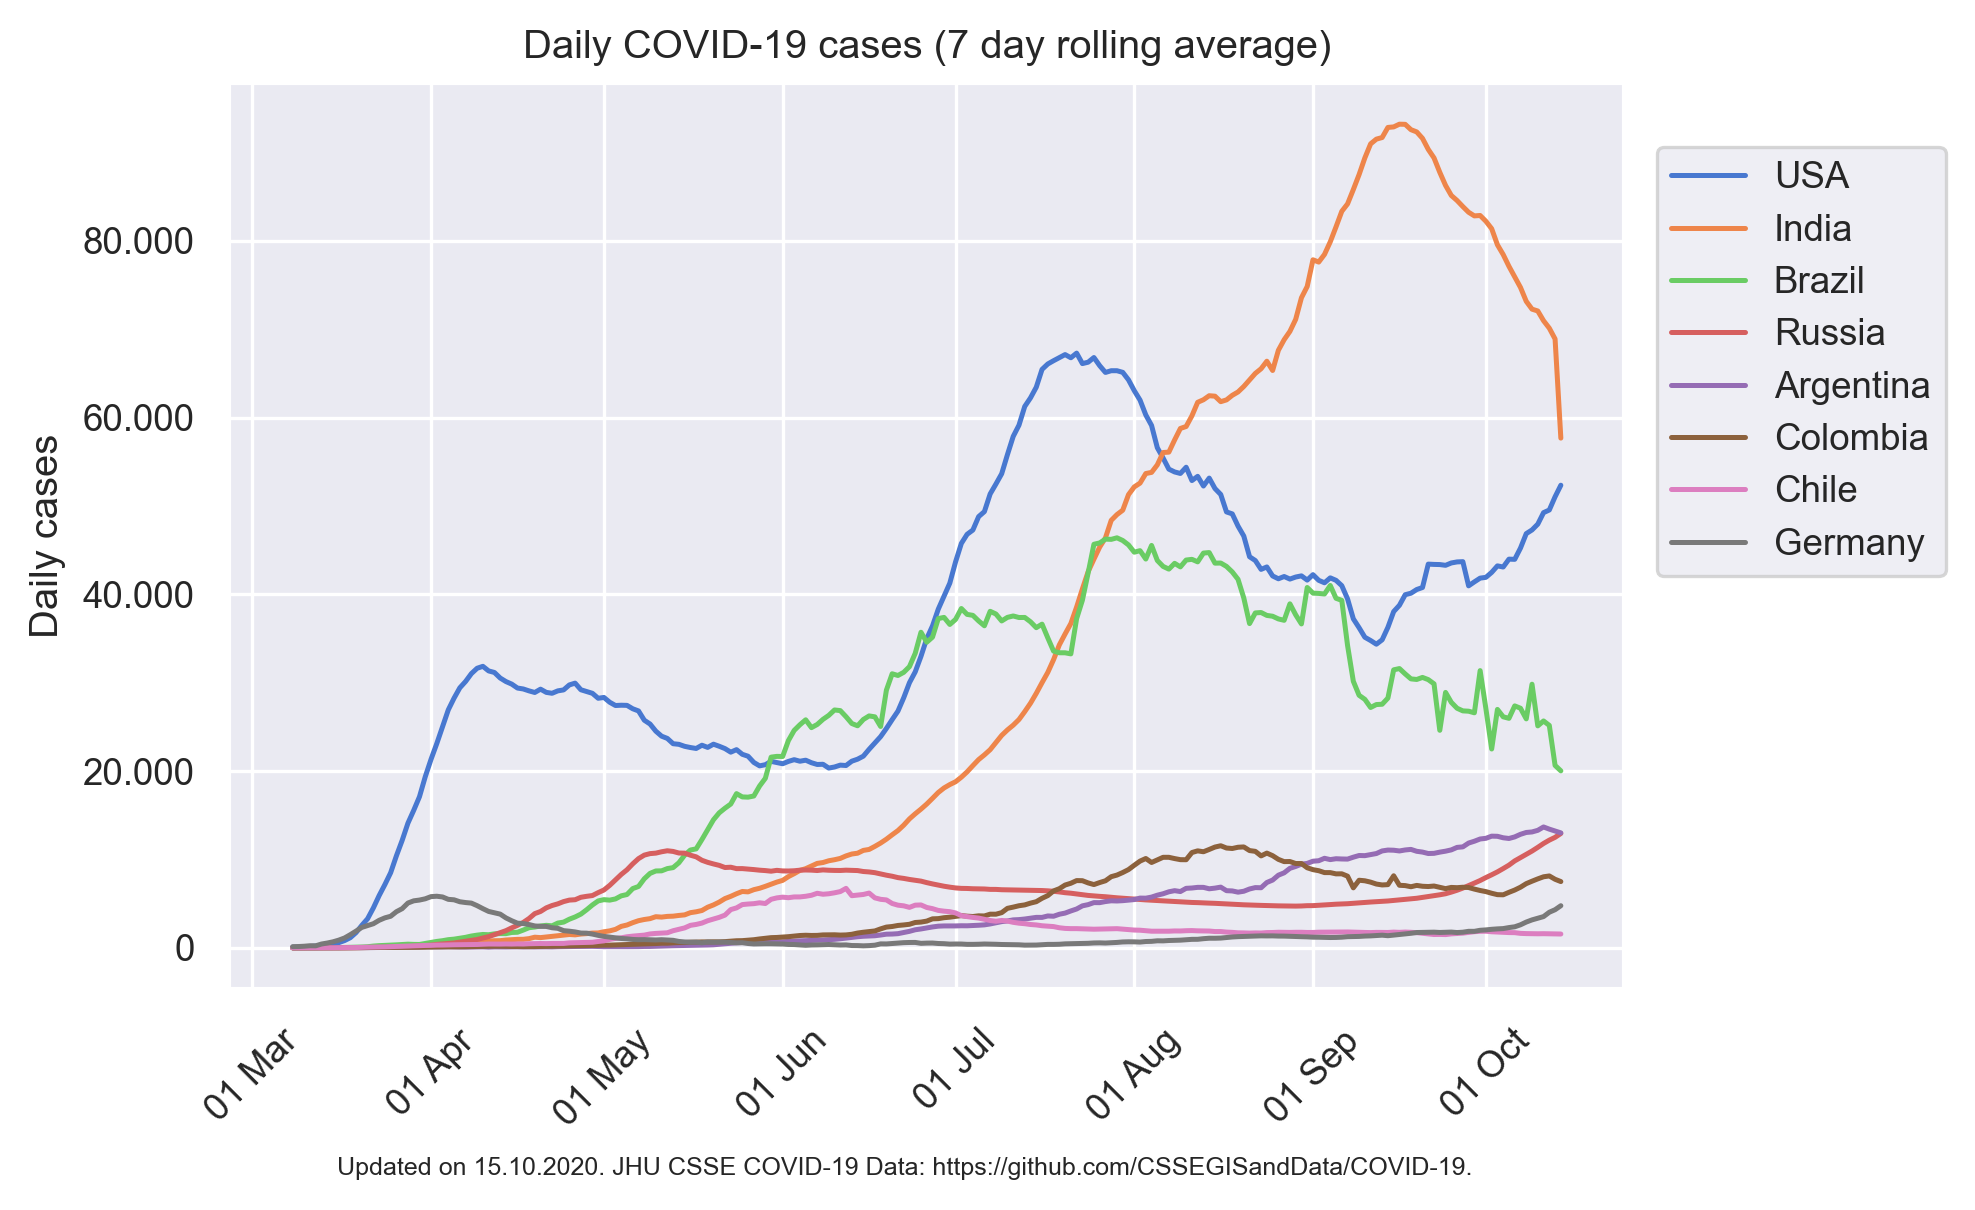 Daily COVID-19 cases (7 day rolling average)
Daily cases
80.000
60.000
40.000
20.000
0
01 Mar
01 Apr
01 May
01 Jun
01 Jul
01 Aug
01 Sep
01 Oct
USA
India
Brazil
Russia
Argentina
Colombia
Chile
Germany
Updated on 15.10.2020. JHU CSSE COVID-19 Data: https://github.com/CSSEGISandData/COVID-19.